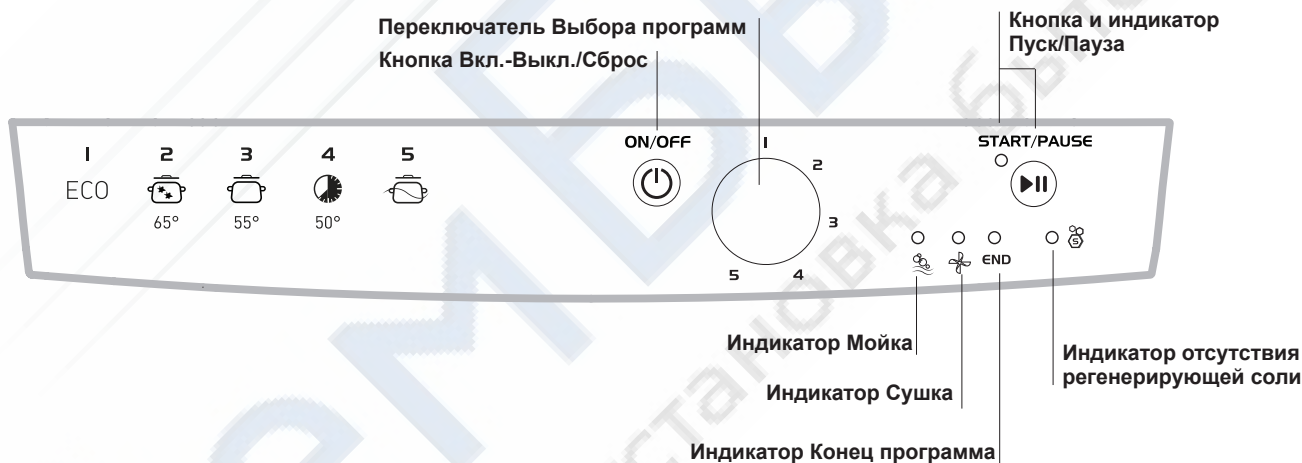 Переключатель Выбора программ
Кнопка Вкл.-Выкл./Сброс
Кнопка и индикатор
Пуск/Пауза
1 2 3 4 5
ECO
65° 55° 50°
ON/OFF
START/PAUSE
1
2
3
4
5
END
S
Индикатор Мойка
Индикатор Сушка
Индикатор Конец программа
Индикатор отсутствия
регенерирующей соли